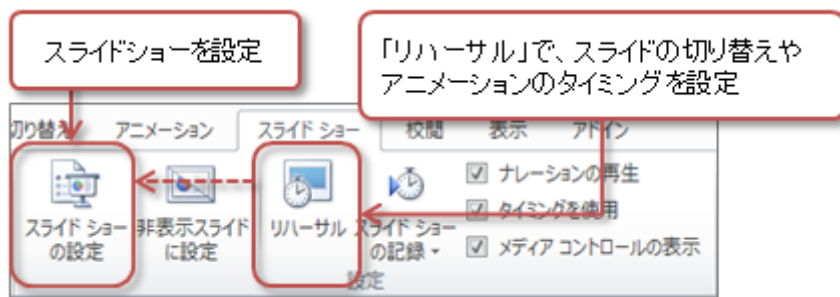 スライドショーを設定
「リハーサル」で、スライドの切り替えや
アニメーションのタイミングを設定
切り替え アニメーション スライド ショー 校閲 表示 アドイン
スライド ショー
の設定
非表示スライド
に設定
リハーサル
スライド ショー
の記録
ナレーションの再生
タイミングを使用
メディア コントロールの表示
設定